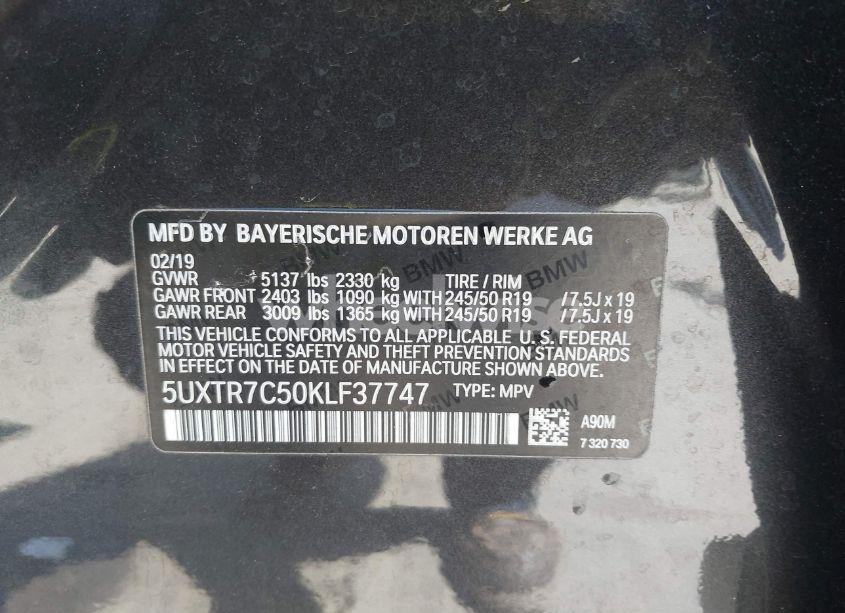 MFD BY BAYERISCHE MOTOREN WERKE AG
02/19
GVWR 5137 lbs 2330 kg TIRE / RIM
GAWR FRONT 2403 lbs 1090 kg WITH 245/50 R19 /7.5J x 19
GAWR REAR 3009 lbs 1365 kg WITH 245/50 R19 /7.5J x 19
THIS VEHICLE CONFORMS TO ALL APPLICABLE U. S. FEDERAL
MOTOR VEHICLE SAFETY AND THEFT PREVENTION STANDARDS
IN EFFECT ON THE DATE OF MANUFACTURE SHOWN ABOVE.
5UXTR7C50KLF37747 TYPE: MPV
A90M
7 320 730
BMW
BMW
BMW